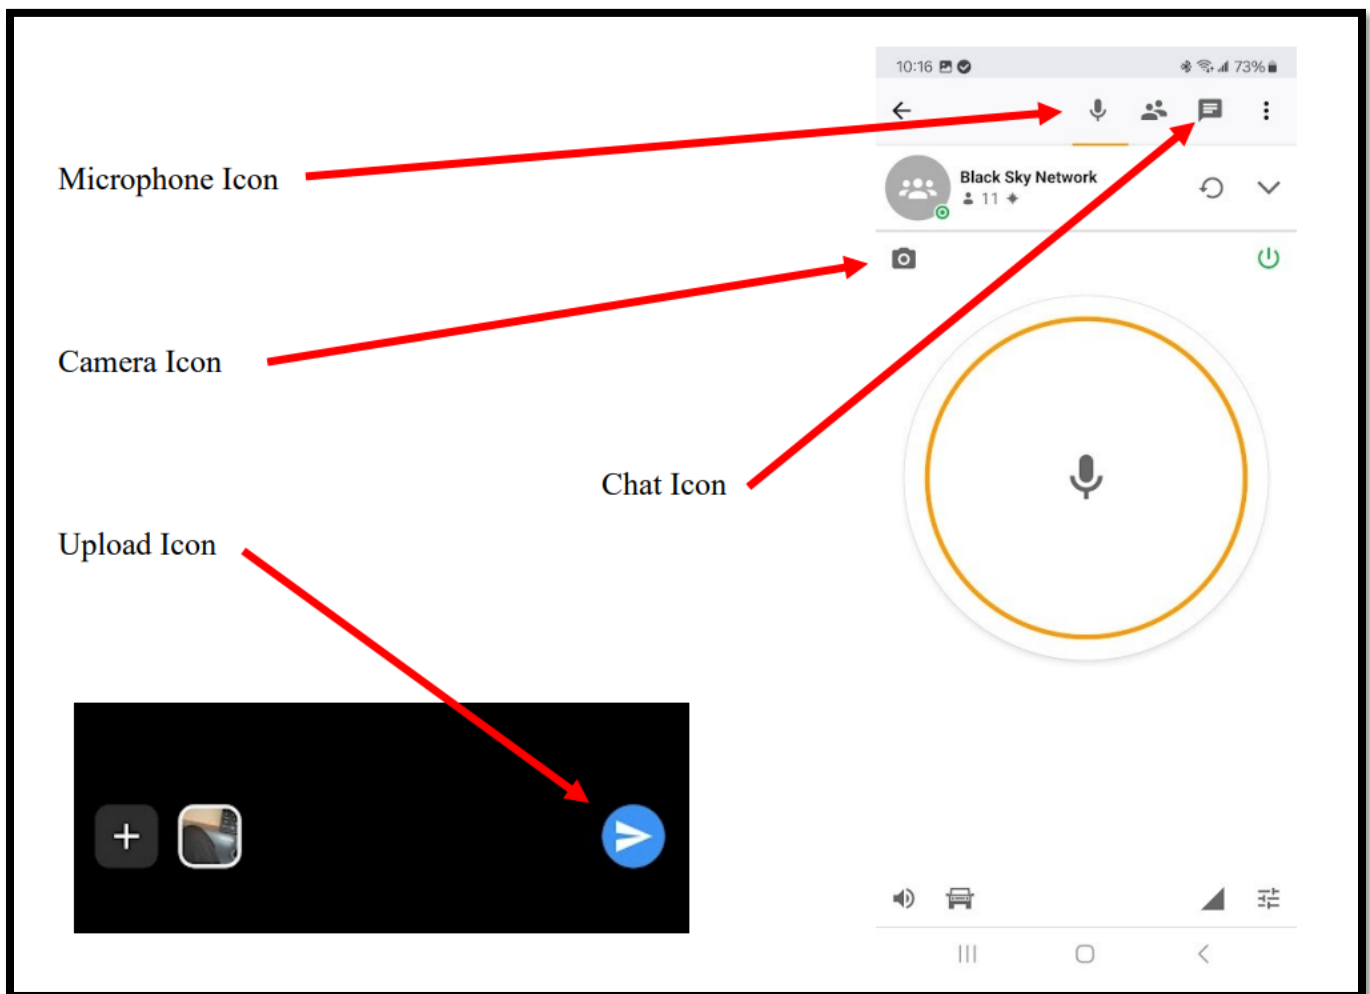 10:16 73%
Microphone Icon
Black Sky Network
11
Camera Icon
Chat Icon
Upload Icon